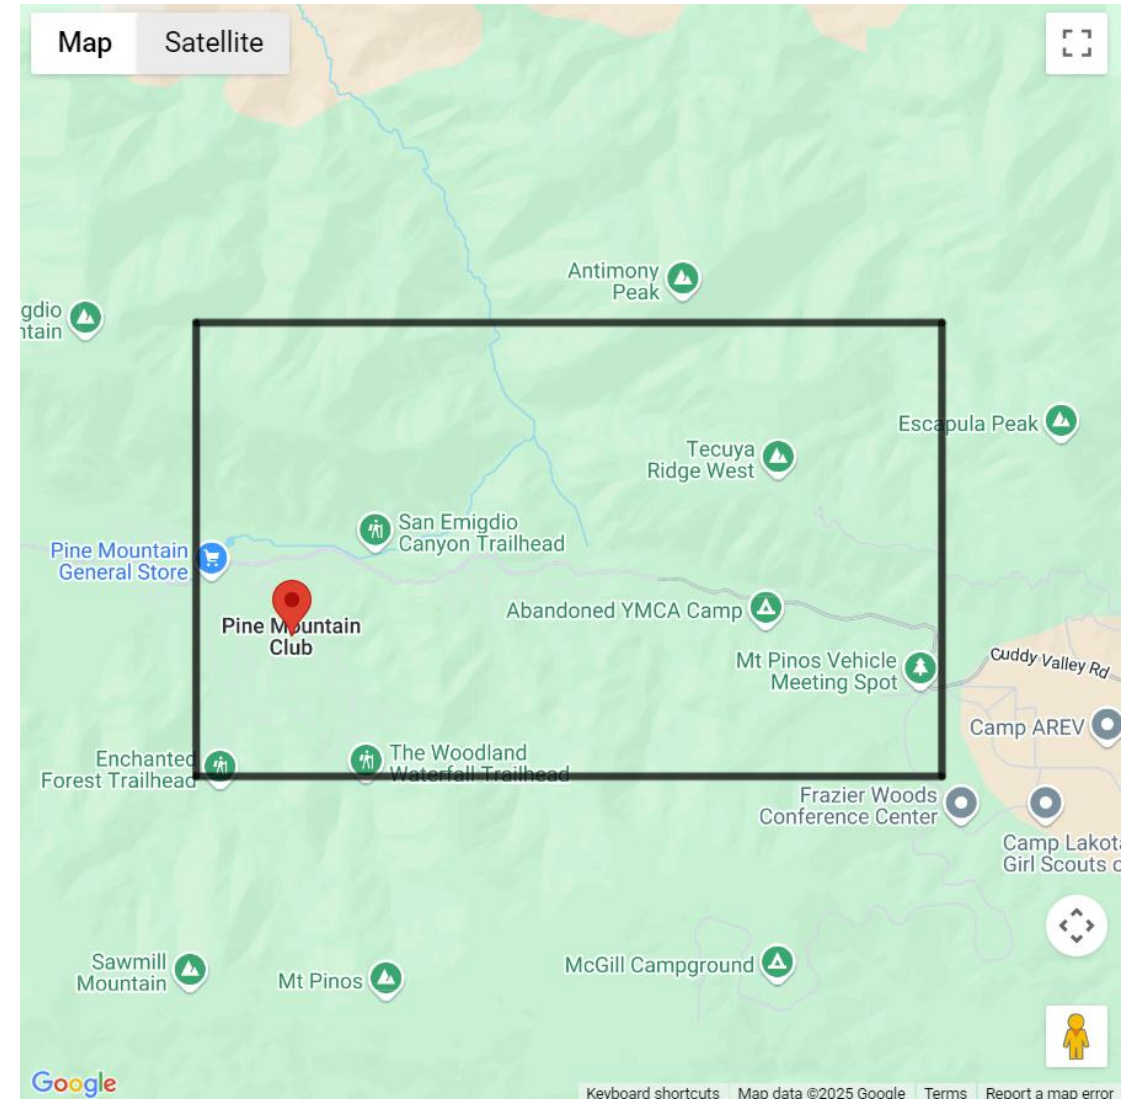 Map
Satellite
Antimony
Peak
gdio
ntain
Escapula Peak
Tecuya
Ridge West
San Emigdio
Canyon Trailhead
Pine Mountain
General Store
Abandoned YMCA Camp
Pine Mountain
Club
Mt Pinos Vehicle
Meeting Spot
Cuddy Valley Rd
Camp AREV
Enchanted
Forest Trailhead
The Woodland
Waterfall Trailhead
Frazier Woods
Conference Center
Camp Lakota
Girl Scouts o
Sawmill
Mountain
Mt Pinos
McGill Campground
Google
Keyboard shortcuts
Map data ©2025 Google
Terms
Report a map error